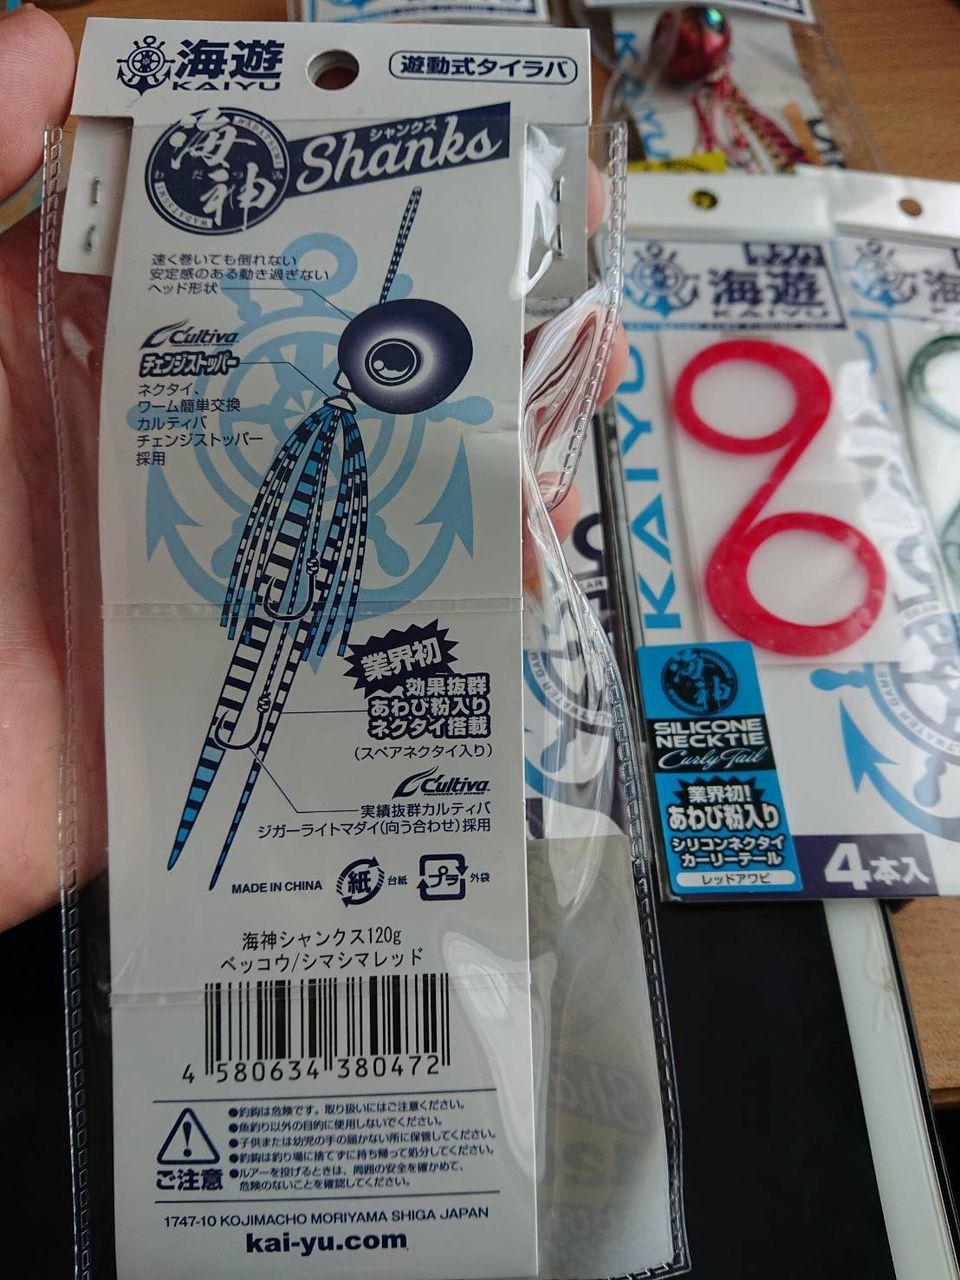 海遊
KAIYU
遊動式タイラバ
海神
わだつみ
WADATSUMI
シャンクス
Shanks
速く巻いても倒れない
安定感のある動き過ぎない
ヘッド形状
Cultiva
チェンジストッパー
ネクタイ、
ワーム簡単交換
カルティバ
チェンジストッパー
採用
業界初
効果抜群
あわび粉入り
ネクタイ搭載
(スペアネクタイ入り)
Cultiva
実績抜群カルティバ
ジガーライトマダイ(向う合わせ)採用
MADE IN CHINA
紙
台紙
プラ
外袋
海神シャンクス120g
ベッコウ/シマシマレッド
4 580634 380472
ご注意
●釣鈎は危険です。取り扱いにはご注意ください。
●魚釣り以外の目的に使用しないでください。
●子供または幼児の手の届かない所に保管してください。
●釣鈎は釣り場に捨てずに持ち帰って処分してください。
●ルアーを投げるときは、周囲の安全を確かめて、
危険のないことを確認してください。
1747-10 KOJIMACHO MORIYAMA SHIGA JAPAN
kai-yu.com
海遊
KAIYU
KAIYU
海神
SILICONE
NECKTIE
Curly Tail
業界初!
あわび粉入り
シリコンネクタイ
カーリーテール
レッドアワビ
4本入